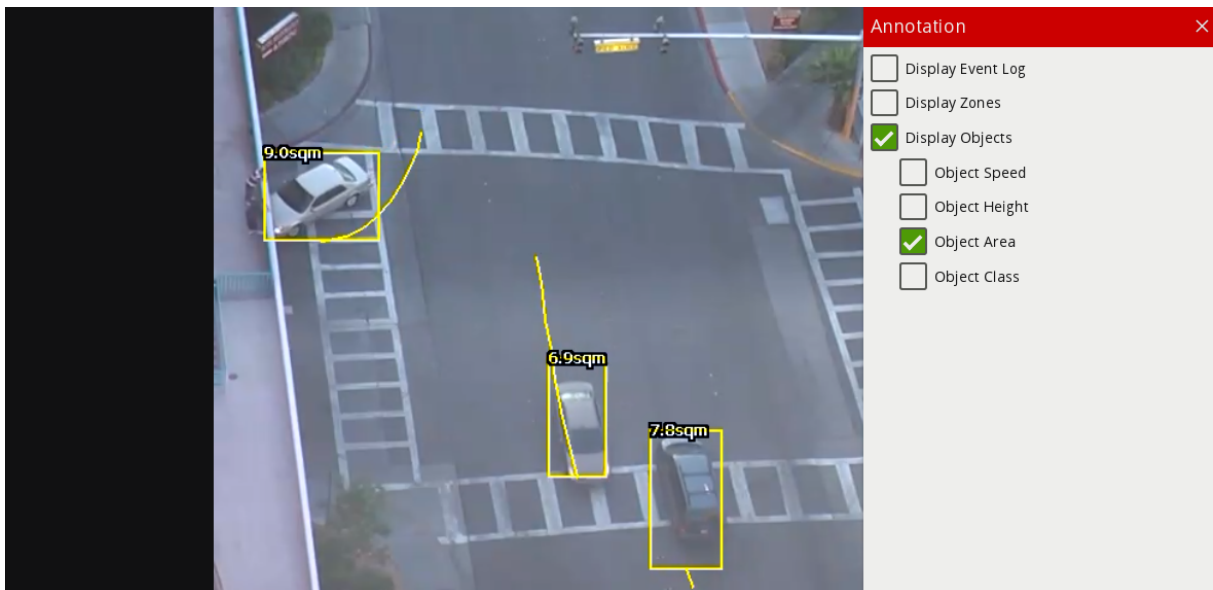 Annotation
Display Event Log
Display Zones
Display Objects
Object Speed
Object Height
Object Area
Object Class
9.0sqm
6.9sqm
7.8sqm